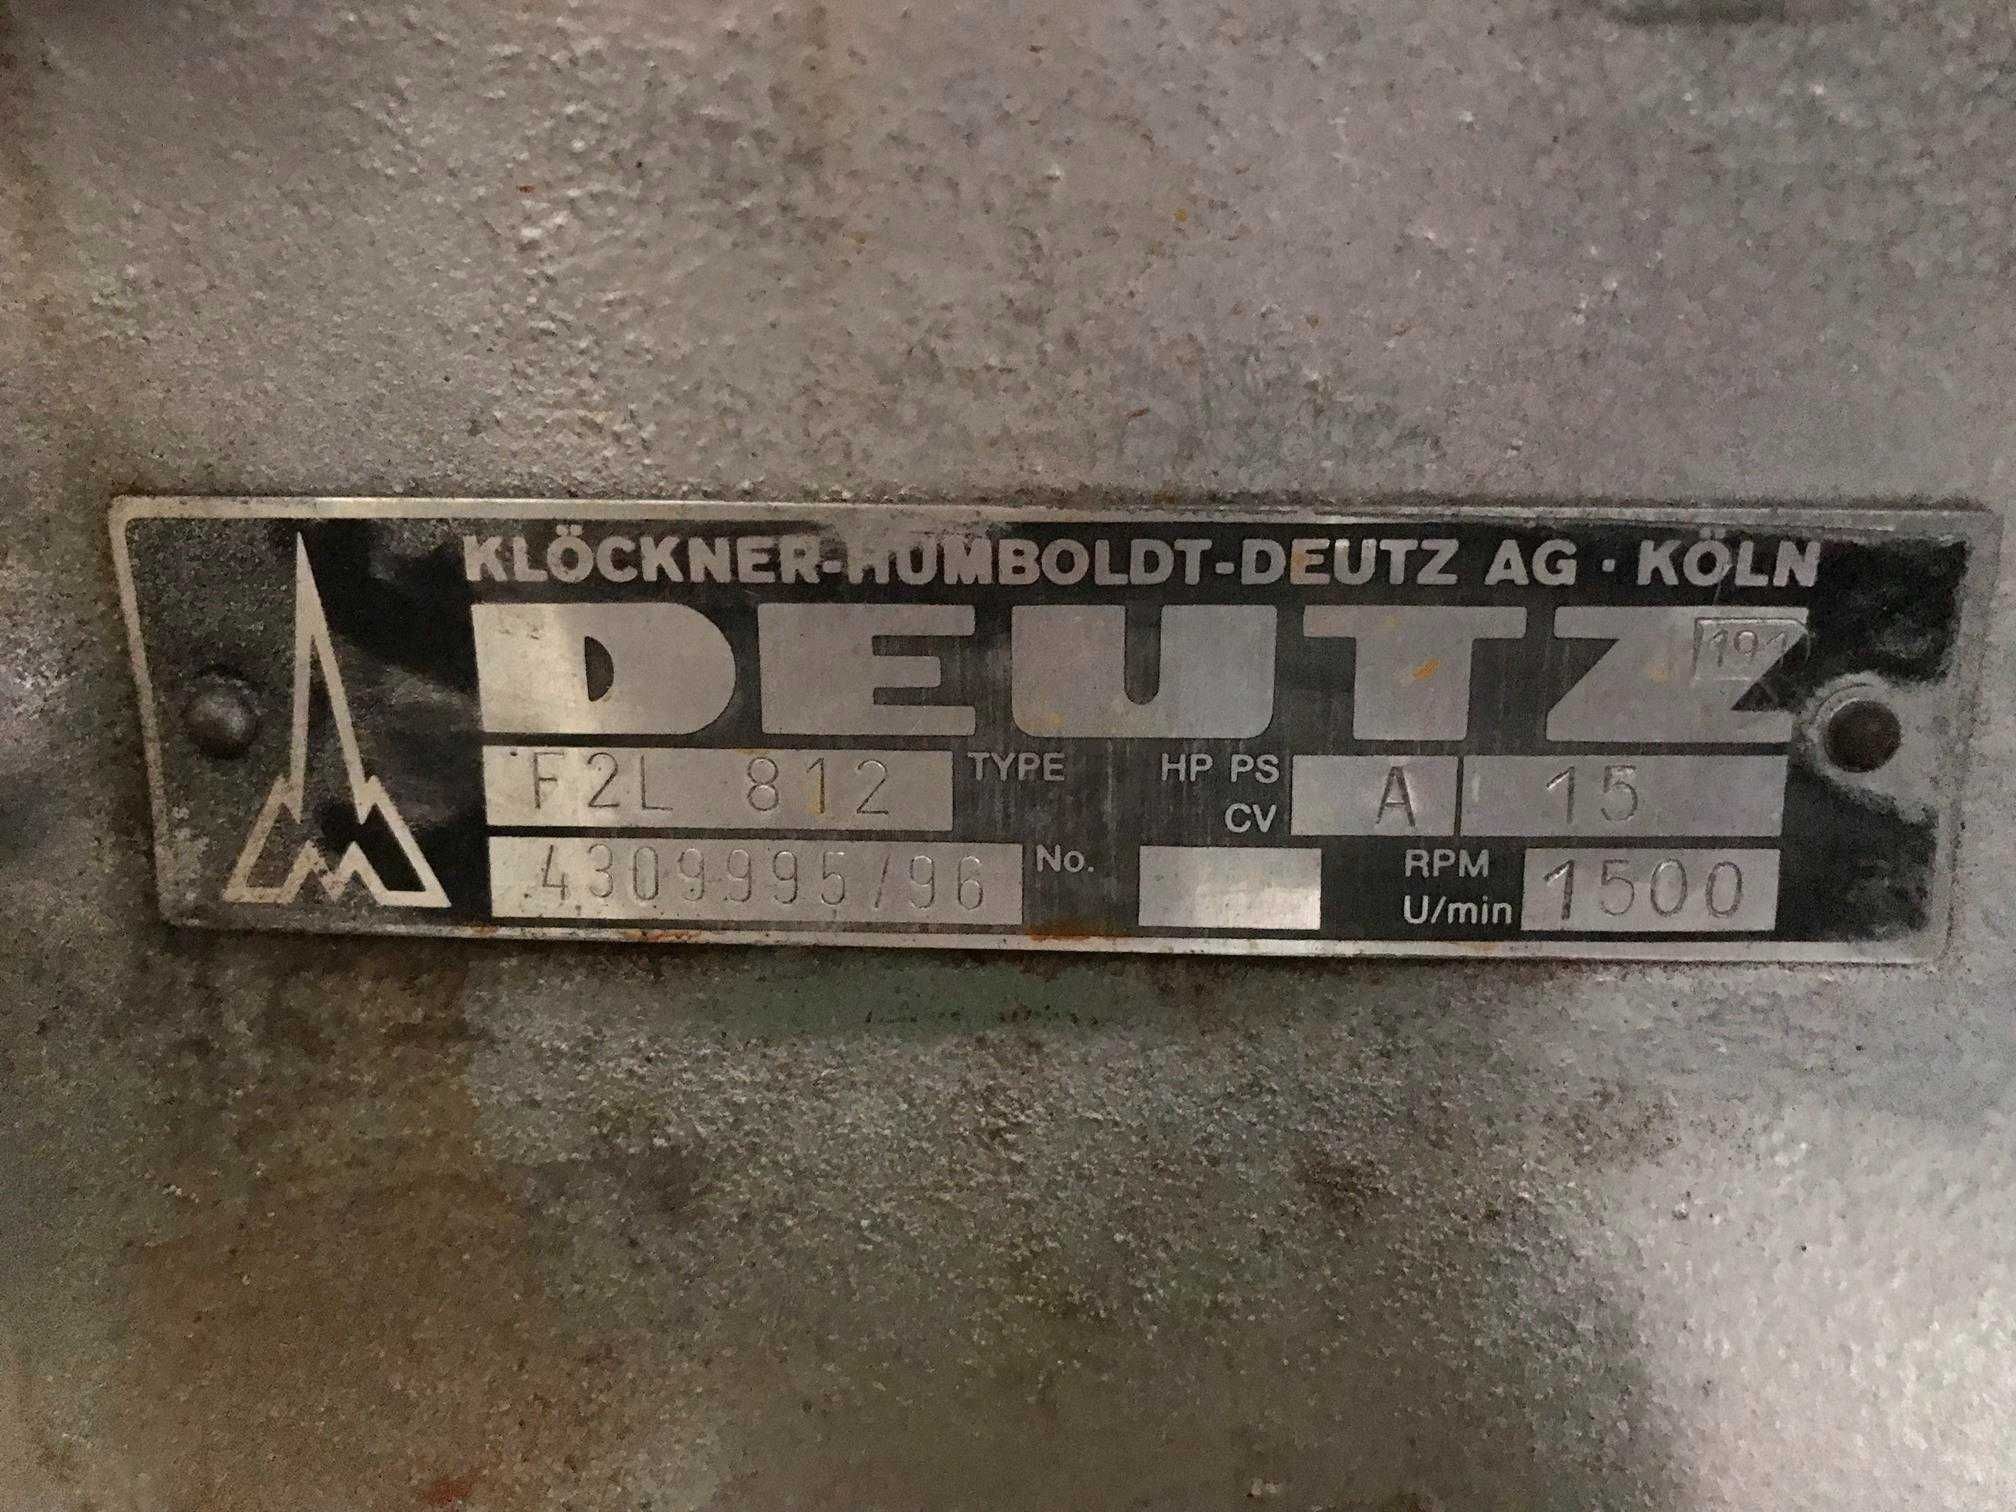 KLÖCKNER-HUMBOLDT-DEUTZ AG · KÖLN
DEUTZ
191
F2L 812 TYPE HP PS CV A 15
4309995/96 No. RPM U/min 1500